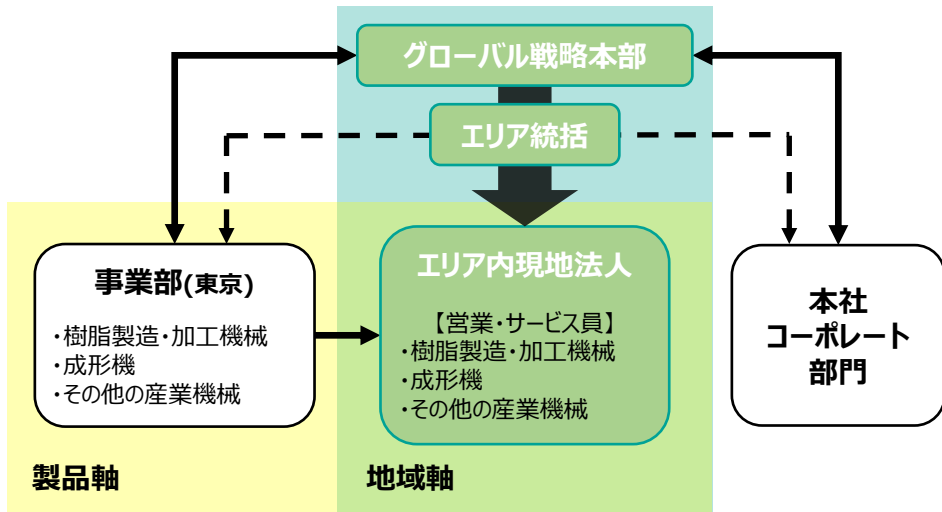 グローバル戦略本部
エリア統括
事業部(東京)
・樹脂製造・加工機械
・成形機
・その他の産業機械
エリア内現地法人
【営業・サービス員】
・樹脂製造・加工機械
・成形機
・その他の産業機械
本社
コーポレート
部門
製品軸
地域軸